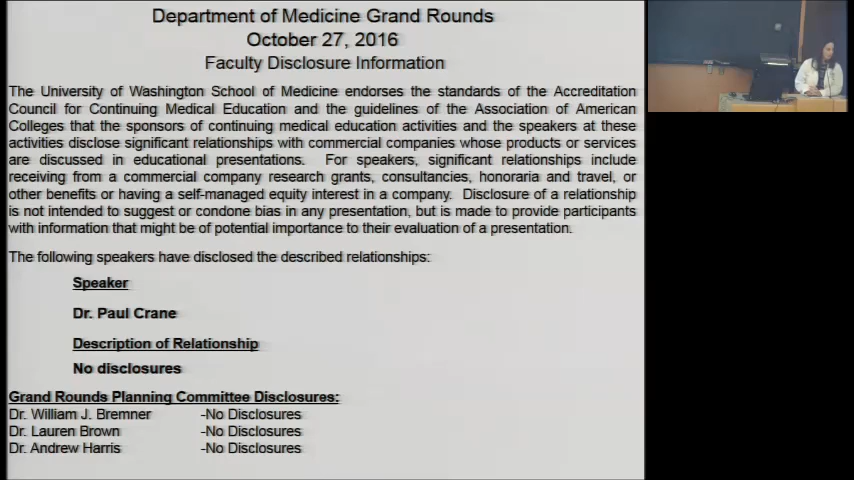 Department of Medicine Grand Rounds
October 27, 2016
Faculty Disclosure Information
The University of Washington School of Medicine endorses the standards of the Accreditation
Council for Continuing Medical Education and the guidelines of the Association of American
Colleges that the sponsors of continuing medical education activities and the speakers at these
activities disclose significant relationships with commercial companies whose products or services
are discussed in educational presentations. For speakers, significant relationships include
receiving from a commercial company research grants, consultancies, honoraria and travel, or
other benefits or having a self-managed equity interest in a company. Disclosure of a relationship
is not intended to suggest or condone bias in any presentation, but is made to provide participants
with information that might be of potential importance to their evaluation of a presentation.
The following speakers have disclosed the described relationships:
Speaker
Dr. Paul Crane
Description of Relationship
No disclosures
Grand Rounds Planning Committee Disclosures:
Dr. William J. Bremner -No Disclosures
Dr. Lauren Brown -No Disclosures
Dr. Andrew Harris -No Disclosures